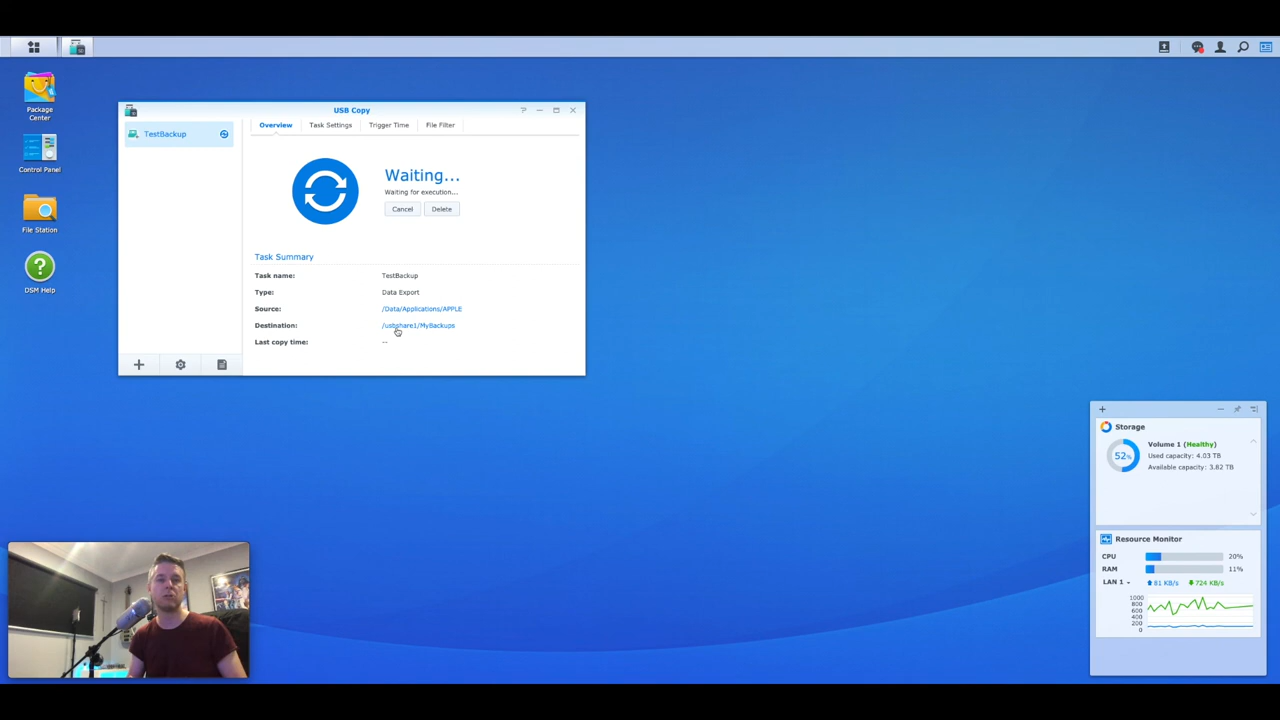 USB Copy
TestBackup
Overview
Task Settings
Trigger Time
File Filter
Waiting...
Waiting for execution...
Cancel
Delete
Task Summary
Task name: TestBackup
Type: Data Export
Source: /Data/Applications/APPLE
Destination: /usbshare1/MyBackups
Last copy time: --
Package
Center
Control Panel
File Station
?
DSM Help
Storage
52%
Volume 1 (Healthy)
Used capacity: 4.03 TB
Available capacity: 3.82 TB
Resource Monitor
CPU 20%
RAM 11%
LAN 1 81 KB/s 724 KB/s
1000
800
600
400
200
0